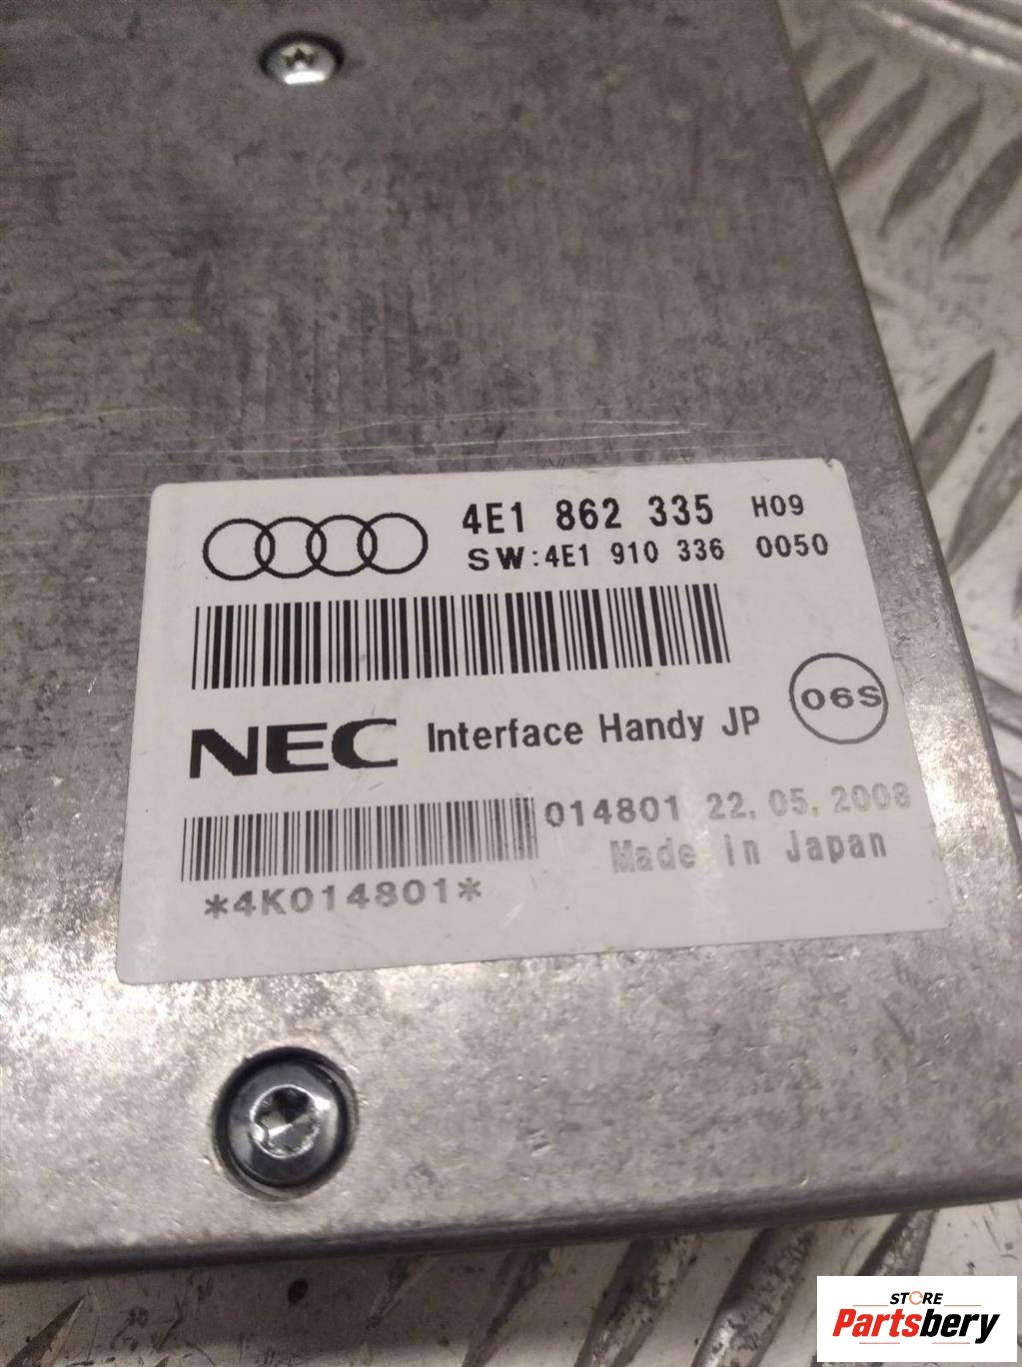 4E1 862 335 H09
SW:4E1 910 336 0050
NEC Interface Handy JP
06S
014801 22.05.2008
Made in Japan
*4K014801*
STORE
Partsbery